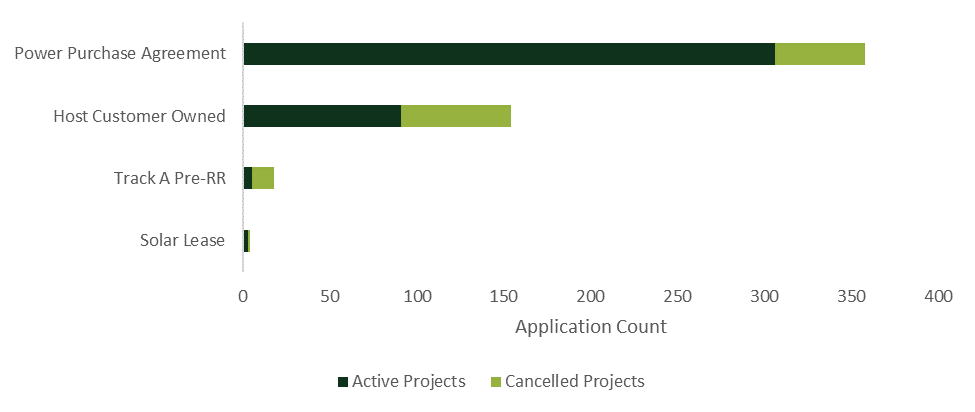 Power Purchase Agreement
Host Customer Owned
Track A Pre-RR
Solar Lease
0 50 100 150 200 250 300 350 400
Application Count
Active Projects Cancelled Projects